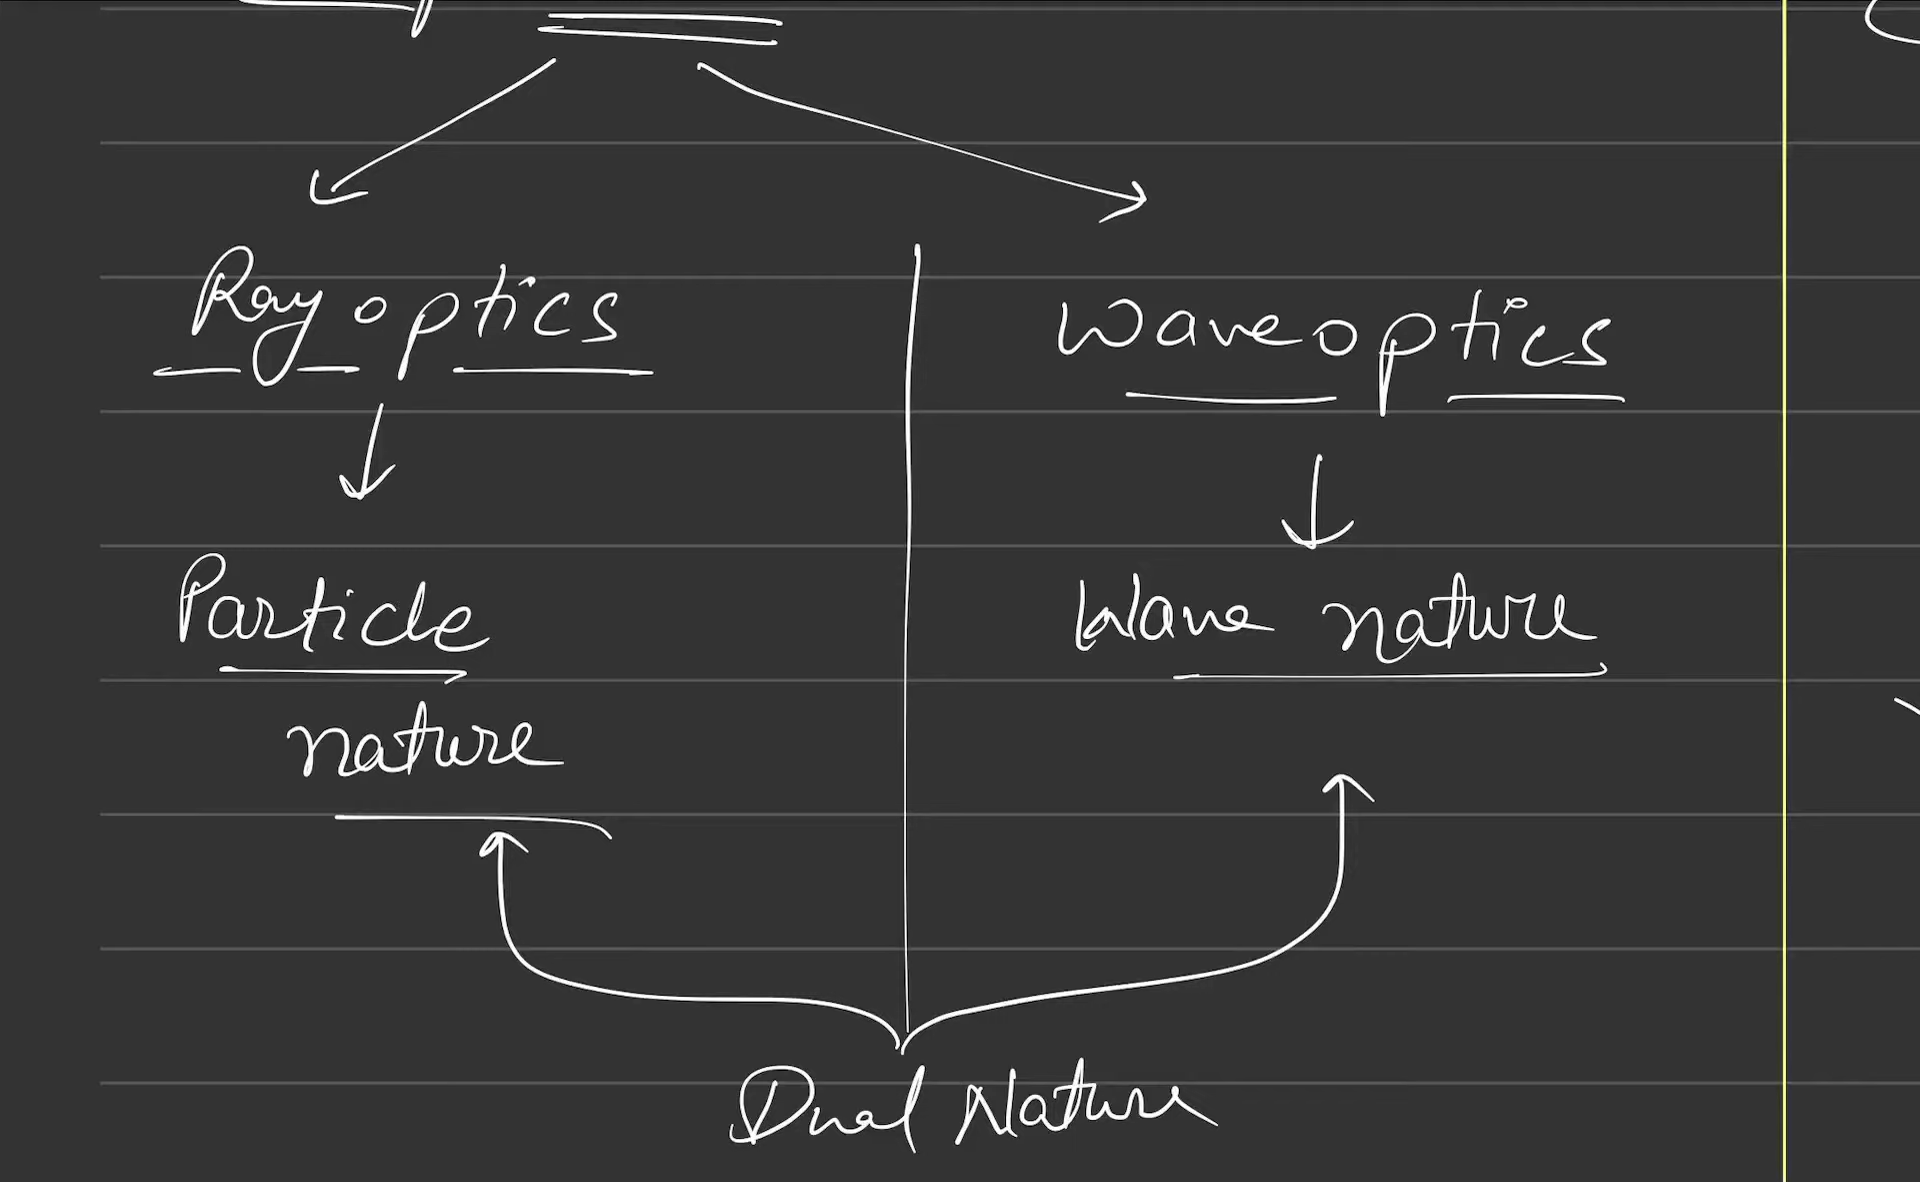 Ray optics
Wave optics
Particle
nature
Wave nature
Dual Nature